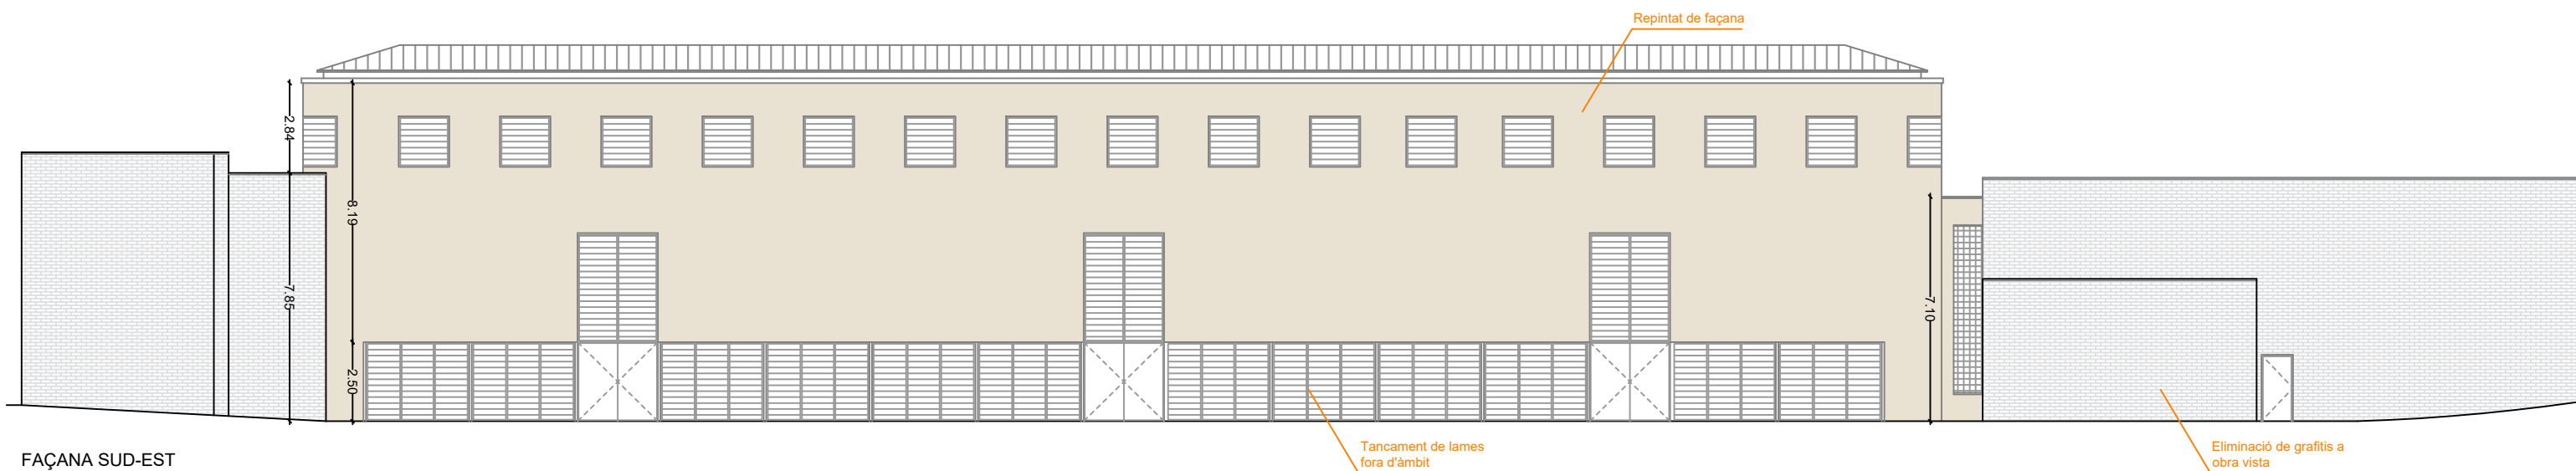 Repintat de façana
2.84
8.19
7.85
7.10
2.50
Tancament de lames
fora d'àmbit
Eliminació de grafitis a
obra vista
FAÇANA SUD-EST